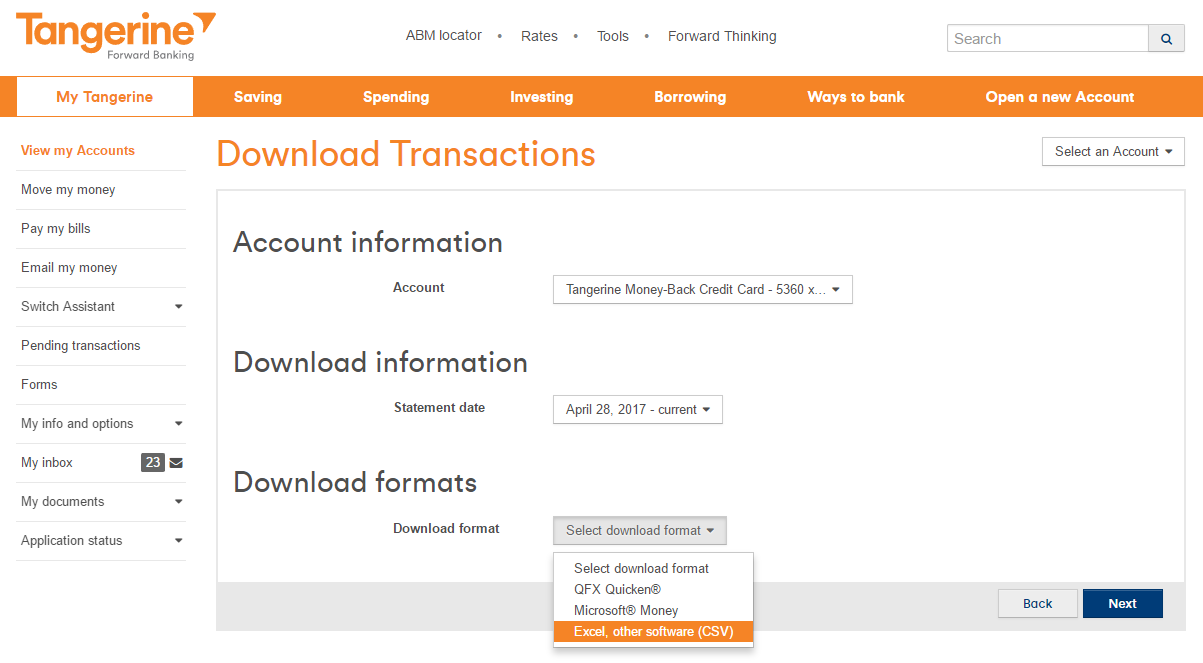 Tangerine
Forward Banking
ABM locator • Rates • Tools • Forward Thinking
Search
My Tangerine Saving Spending Investing Borrowing Ways to bank Open a new Account
View my Accounts
Move my money
Pay my bills
Email my money
Switch Assistant
Pending transactions
Forms
My info and options
My inbox 23
My documents
Application status
Download Transactions
Select an Account
Account information
Account Tangerine Money-Back Credit Card - 5360 x...
Download information
Statement date April 28, 2017 - current
Download formats
Download format Select download format
Select download format
QFX Quicken®
Microsoft® Money
Excel, other software (CSV)
Back Next